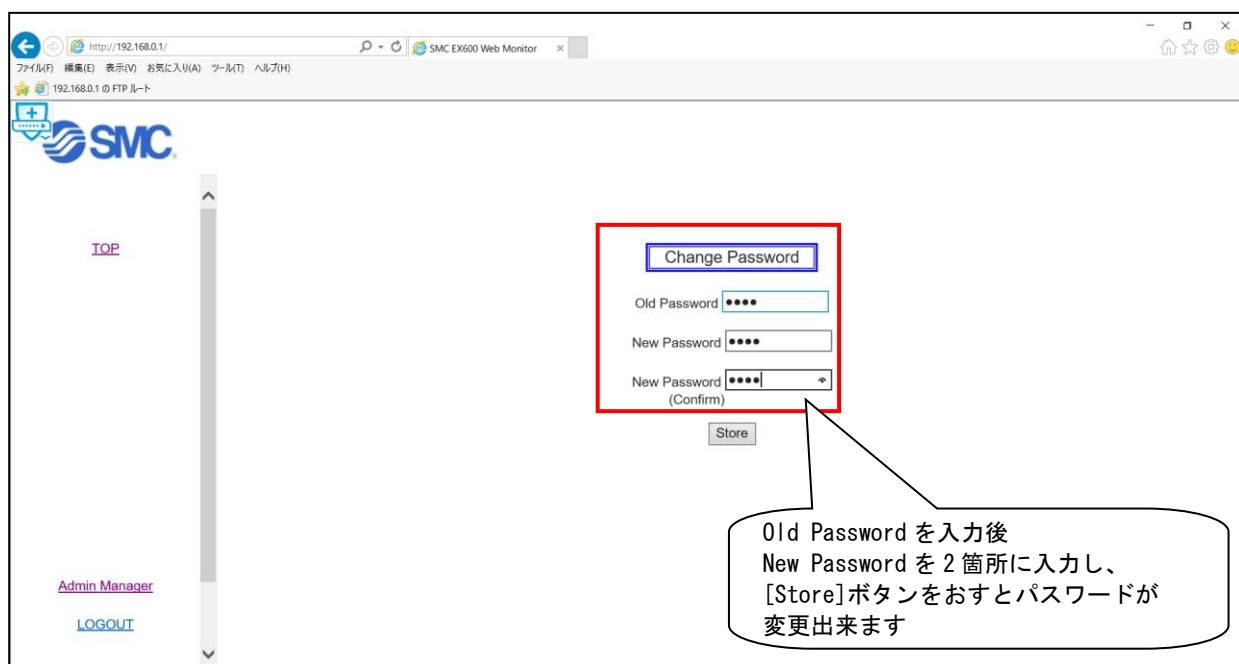 http://192.168.0.1/
SMC EX600 Web Monitor
ファイル(F) 編集(E) 表示(V) お気に入り(A) ツール(T) ヘルプ(H)
192.168.0.1 の FTP ルート
SMC
TOP
Change Password
Old Password ●●●●
New Password ●●●●
New Password ●●●●
(Confirm)
Store
Old Password を入力後
New Password を 2 箇所に入力し、
[Store]ボタンをおすとパスワードが
変更出来ます
Admin Manager
LOGOUT